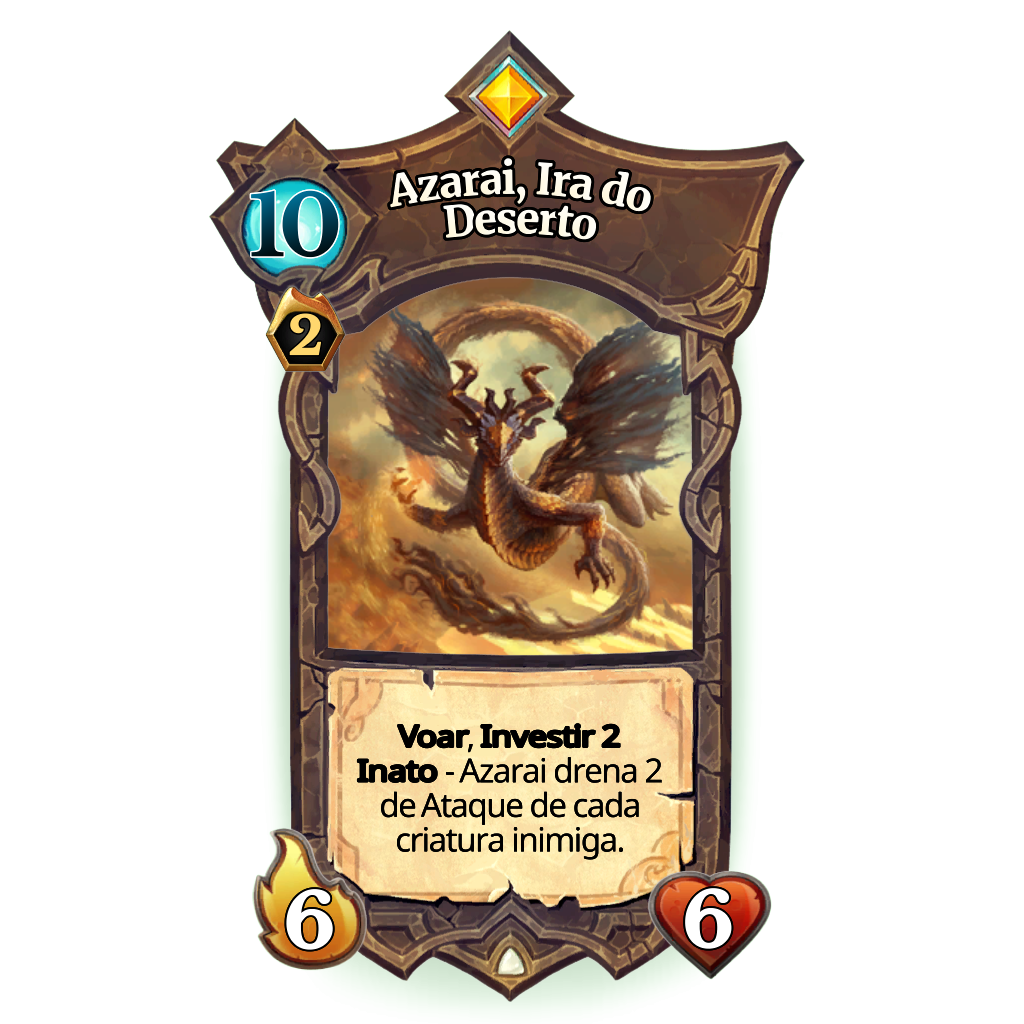 10
Azarai, Ira do
Deserto
2
Voar, Investir 2
Inato - Azarai drena 2
de Ataque de cada
criatura inimiga.
6
6